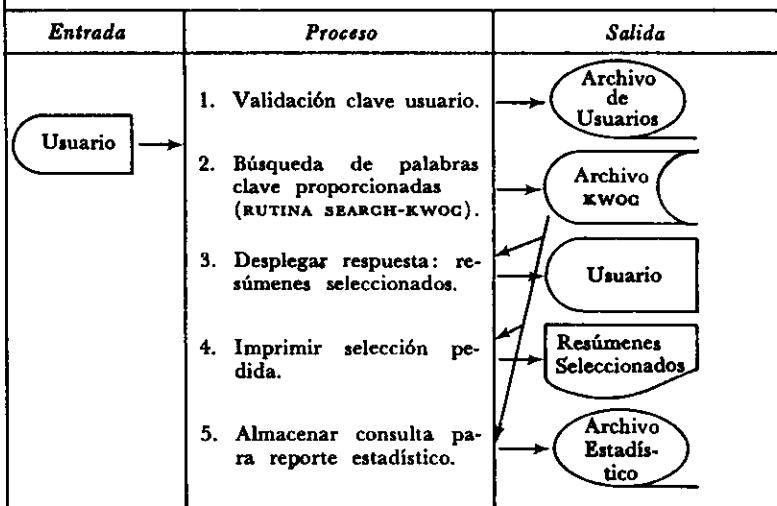 Entrada
Proceso
Salida
Usuario
1. Validación clave usuario.
Archivo
de
Usuarios
2. Búsqueda de palabras
clave proporcionadas
(RUTINA SEARCH-KWOC).
Archivo
KWOC
3. Desplegar respuesta: re-
súmenes seleccionados.
Usuario
4. Imprimir selección pe-
dida.
Resúmenes
Seleccionados
5. Almacenar consulta pa-
ra reporte estadístico.
Archivo
Estadís-
tico